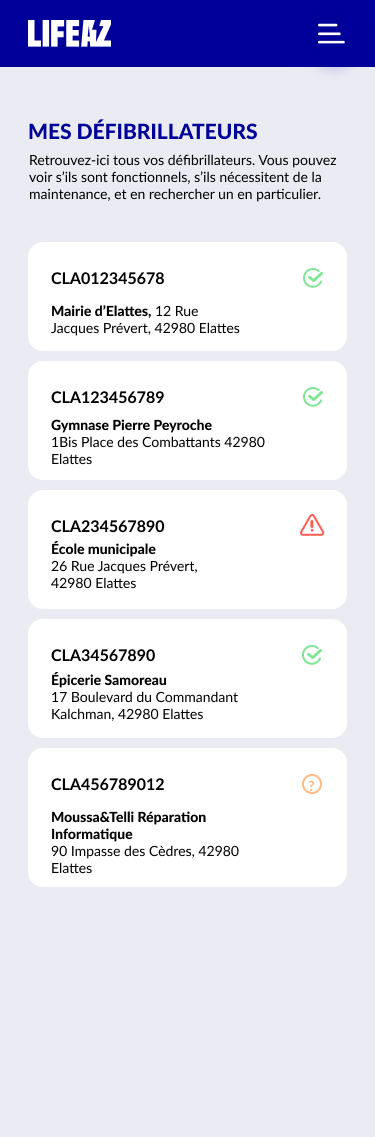 LIFEAZ
MES DÉFIBRILLATEURS
Retrouvez-ici tous vos défibrillateurs. Vous pouvez
voir s'ils sont fonctionnels, s'ils nécessitent de la
maintenance, et en rechercher un en particulier.
CLA012345678
Mairie d'Elattes, 12 Rue
Jacques Prévert, 42980 Elattes
CLA123456789
Gymnase Pierre Peyroche
1Bis Place des Combattants 42980
Elattes
CLA234567890
École municipale
26 Rue Jacques Prévert,
42980 Elattes
CLA34567890
Épicerie Samoreau
17 Boulevard du Commandant
Kalchman, 42980 Elattes
CLA456789012
?
Moussa&Telli Réparation
Informatique
90 Impasse des Cèdres, 42980
Elattes